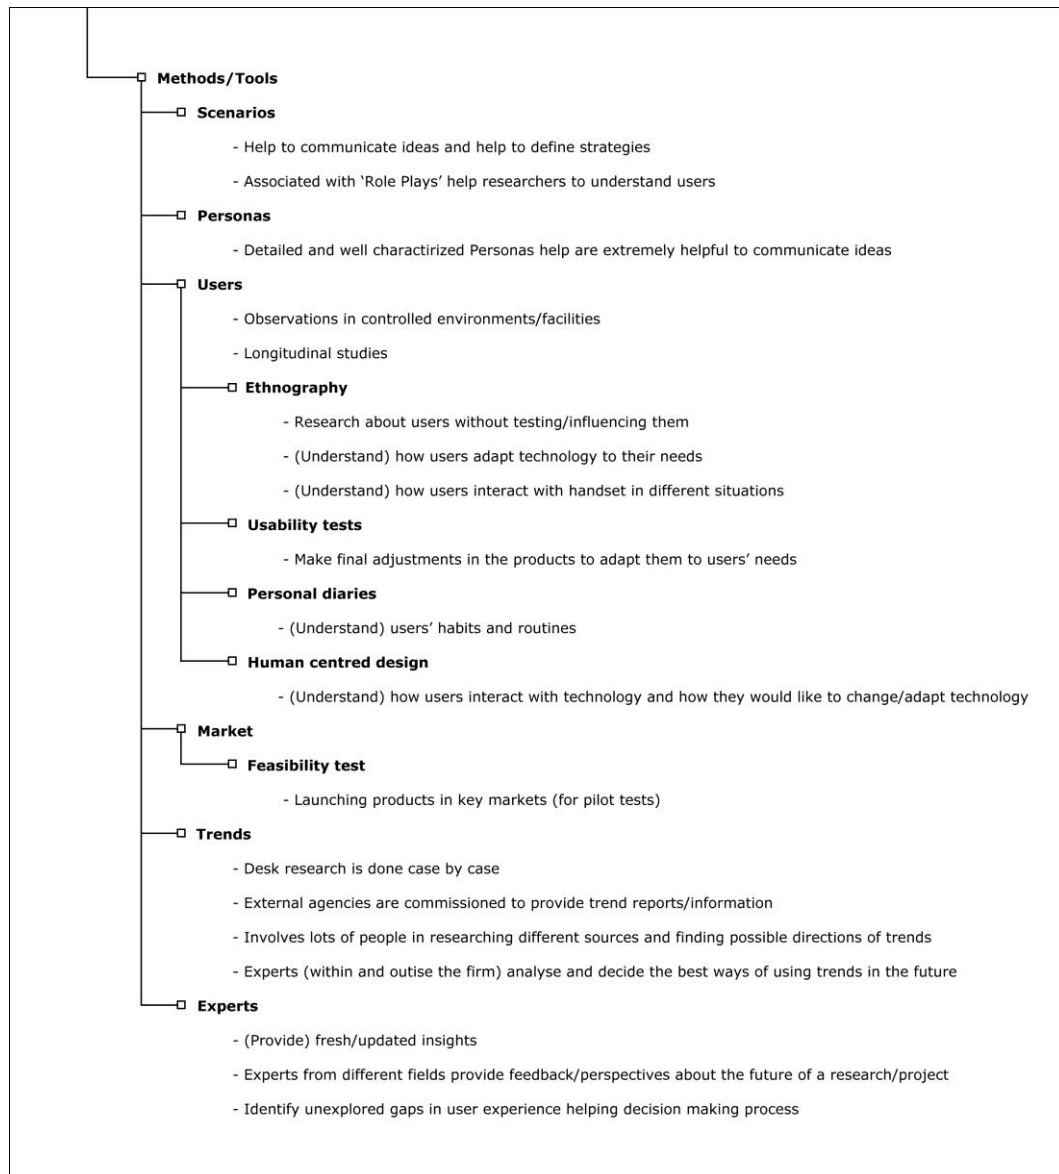 Methods/Tools
Scenarios
- Help to communicate ideas and help to define strategies
- Associated with ‘Role Plays’ help researchers to understand users
Personas
- Detailed and well charactirized Personas help are extremely helpful to communicate ideas
Users
- Observations in controlled environments/facilities
- Longitudinal studies
Ethnography
- Research about users without testing/influencing them
- (Understand) how users adapt technology to their needs
- (Understand) how users interact with handset in different situations
Usability tests
- Make final adjustments in the products to adapt them to users’ needs
Personal diaries
- (Understand) users’ habits and routines
Human centred design
- (Understand) how users interact with technology and how they would like to change/adapt technology
Market
Feasibility test
- Launching products in key markets (for pilot tests)
Trends
- Desk research is done case by case
- External agencies are commissioned to provide trend reports/information
- Involves lots of people in researching different sources and finding possible directions of trends
- Experts (within and outise the firm) analyse and decide the best ways of using trends in the future
Experts
- (Provide) fresh/updated insights
- Experts from different fields provide feedback/perspectives about the future of a research/project
- Identify unexplored gaps in user experience helping decision making process